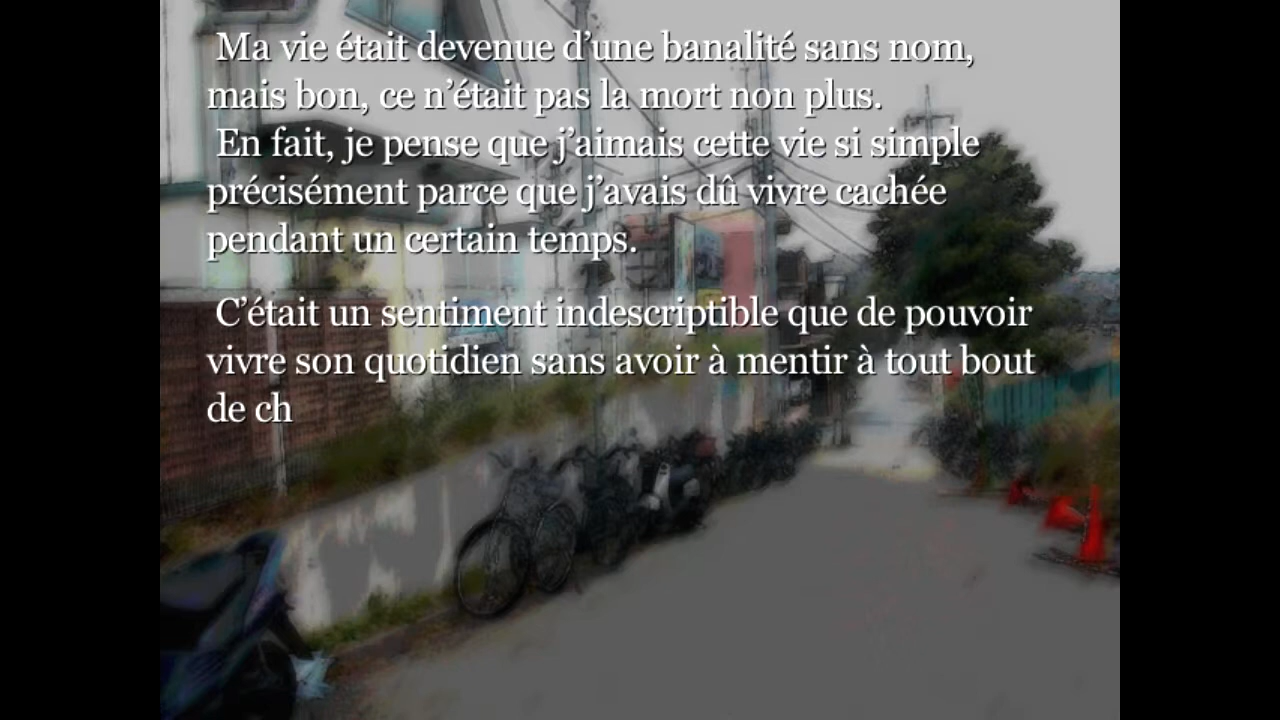 Ma vie était devenue d’une banalité sans nom,
mais bon, ce n’était pas la mort non plus.
En fait, je pense que j’aimais cette vie si simple
précisément parce que j’avais dû vivre cachée
pendant un certain temps.
C’était un sentiment indescriptible que de pouvoir
vivre son quotidien sans avoir à mentir à tout bout
de ch